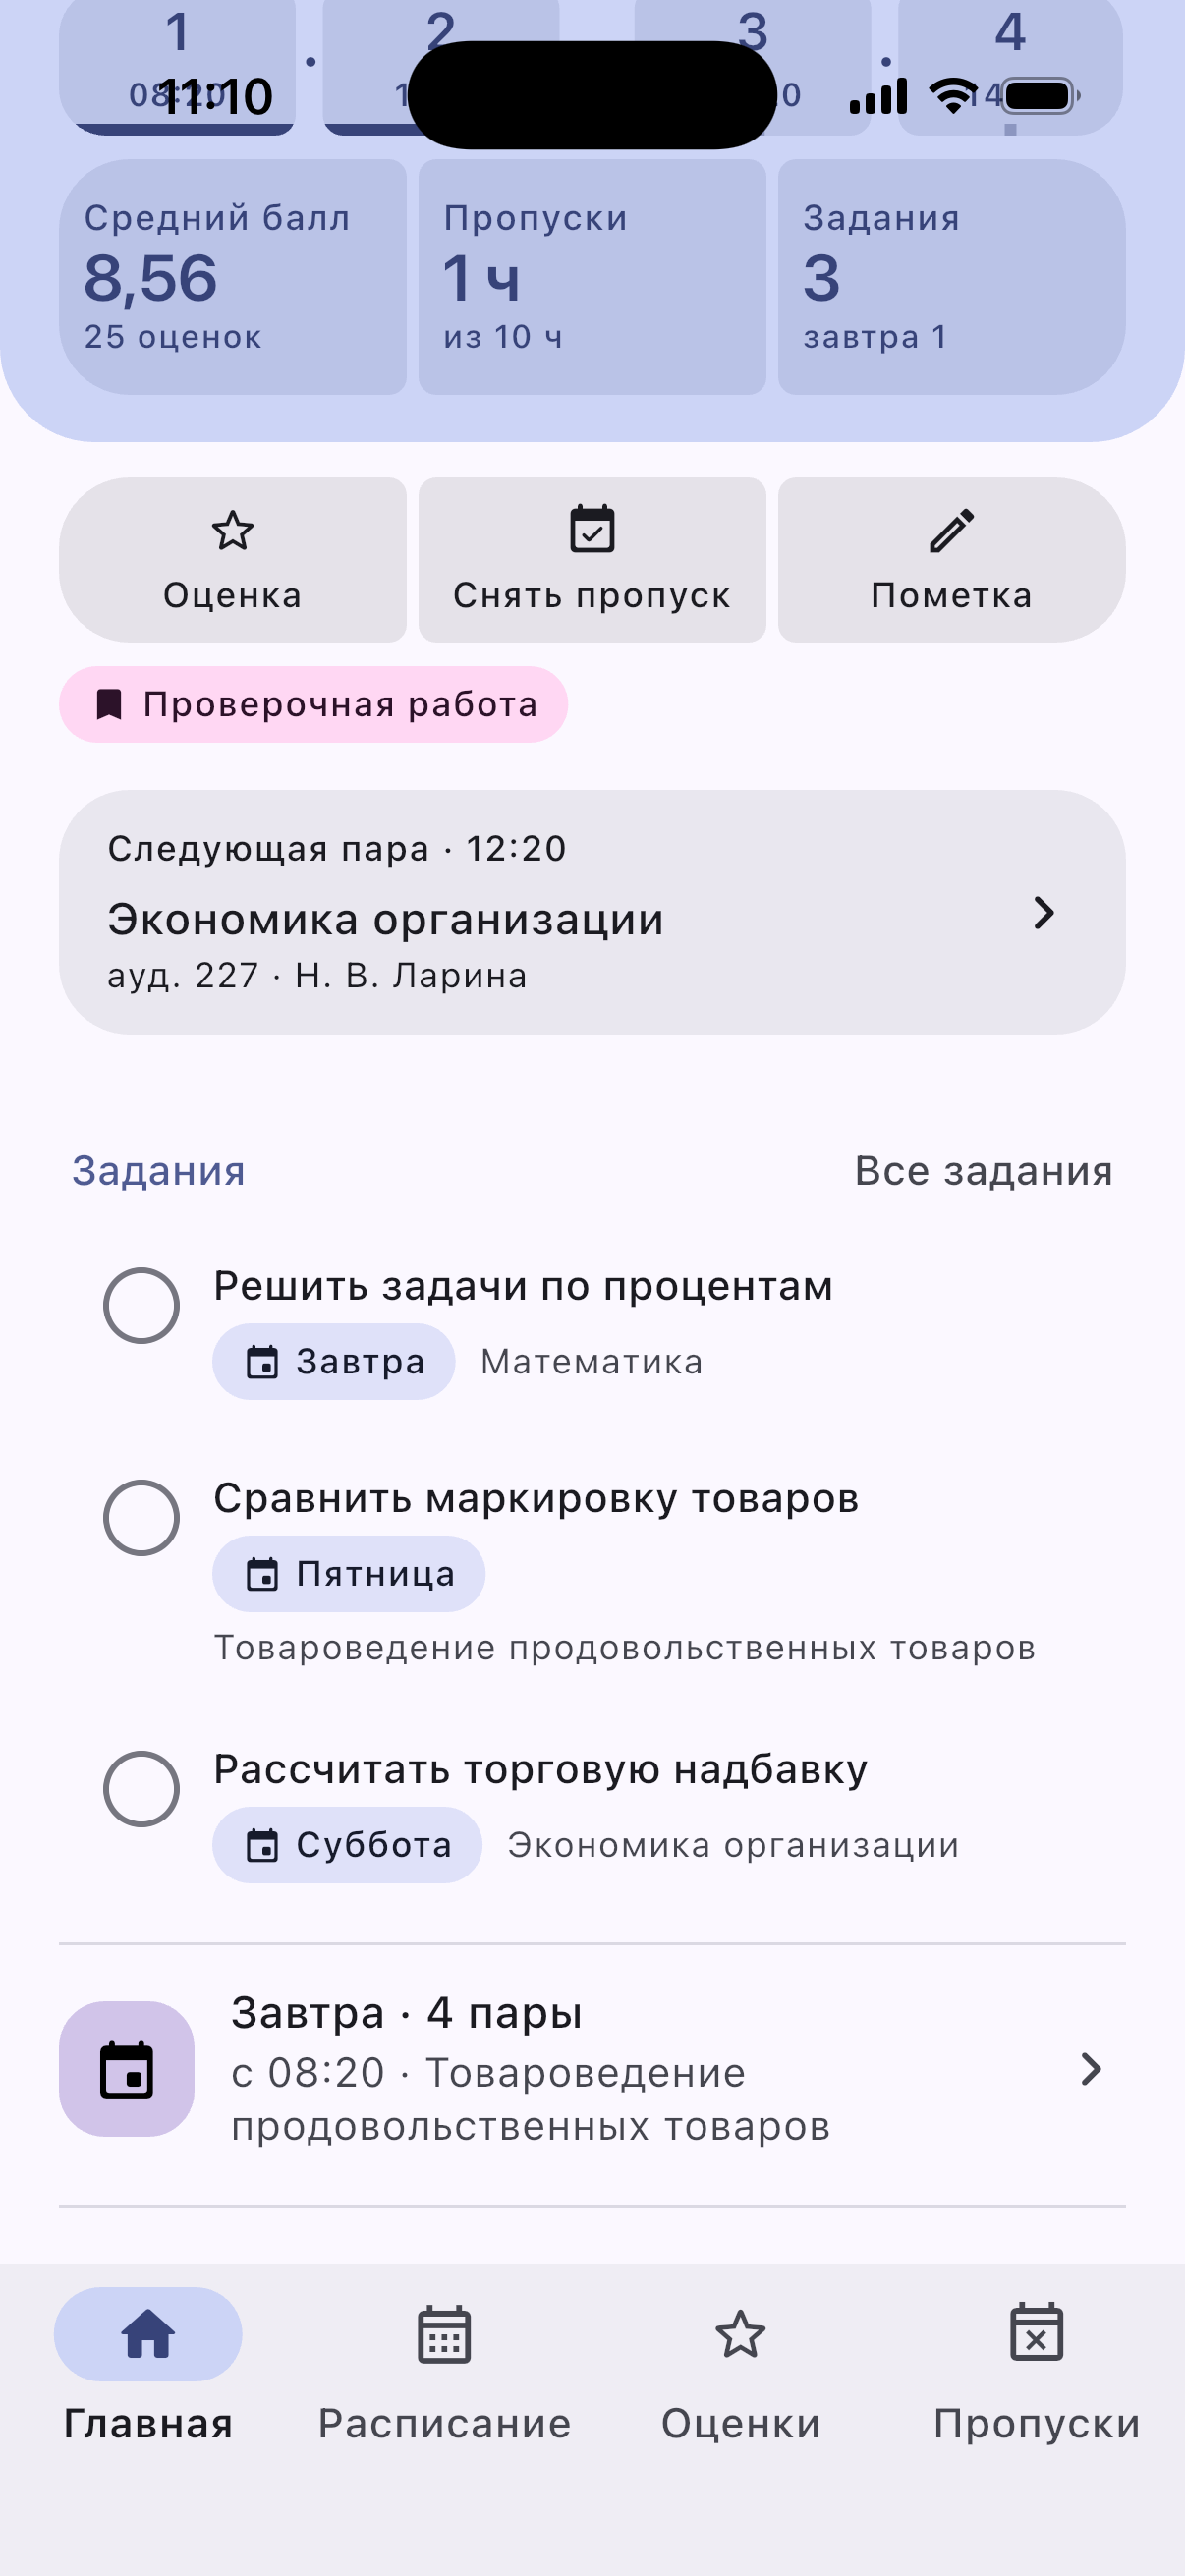 1 2 3 4
08:20
11:10
Средний балл Пропуски Задания
8,56 1 ч 3
25 оценок из 10 ч завтра 1
Оценка Снять пропуск Пометка
Проверочная работа
Следующая пара · 12:20
Экономика организации
ауд. 227 · Н. В. Ларина
Задания Все задания
Решить задачи по процентам
Завтра Математика
Сравнить маркировку товаров
Пятница
Товароведение продовольственных товаров
Рассчитать торговую надбавку
Суббота Экономика организации
Завтра · 4 пары
с 08:20 · Товароведение
продовольственных товаров
Главная Расписание Оценки Пропуски